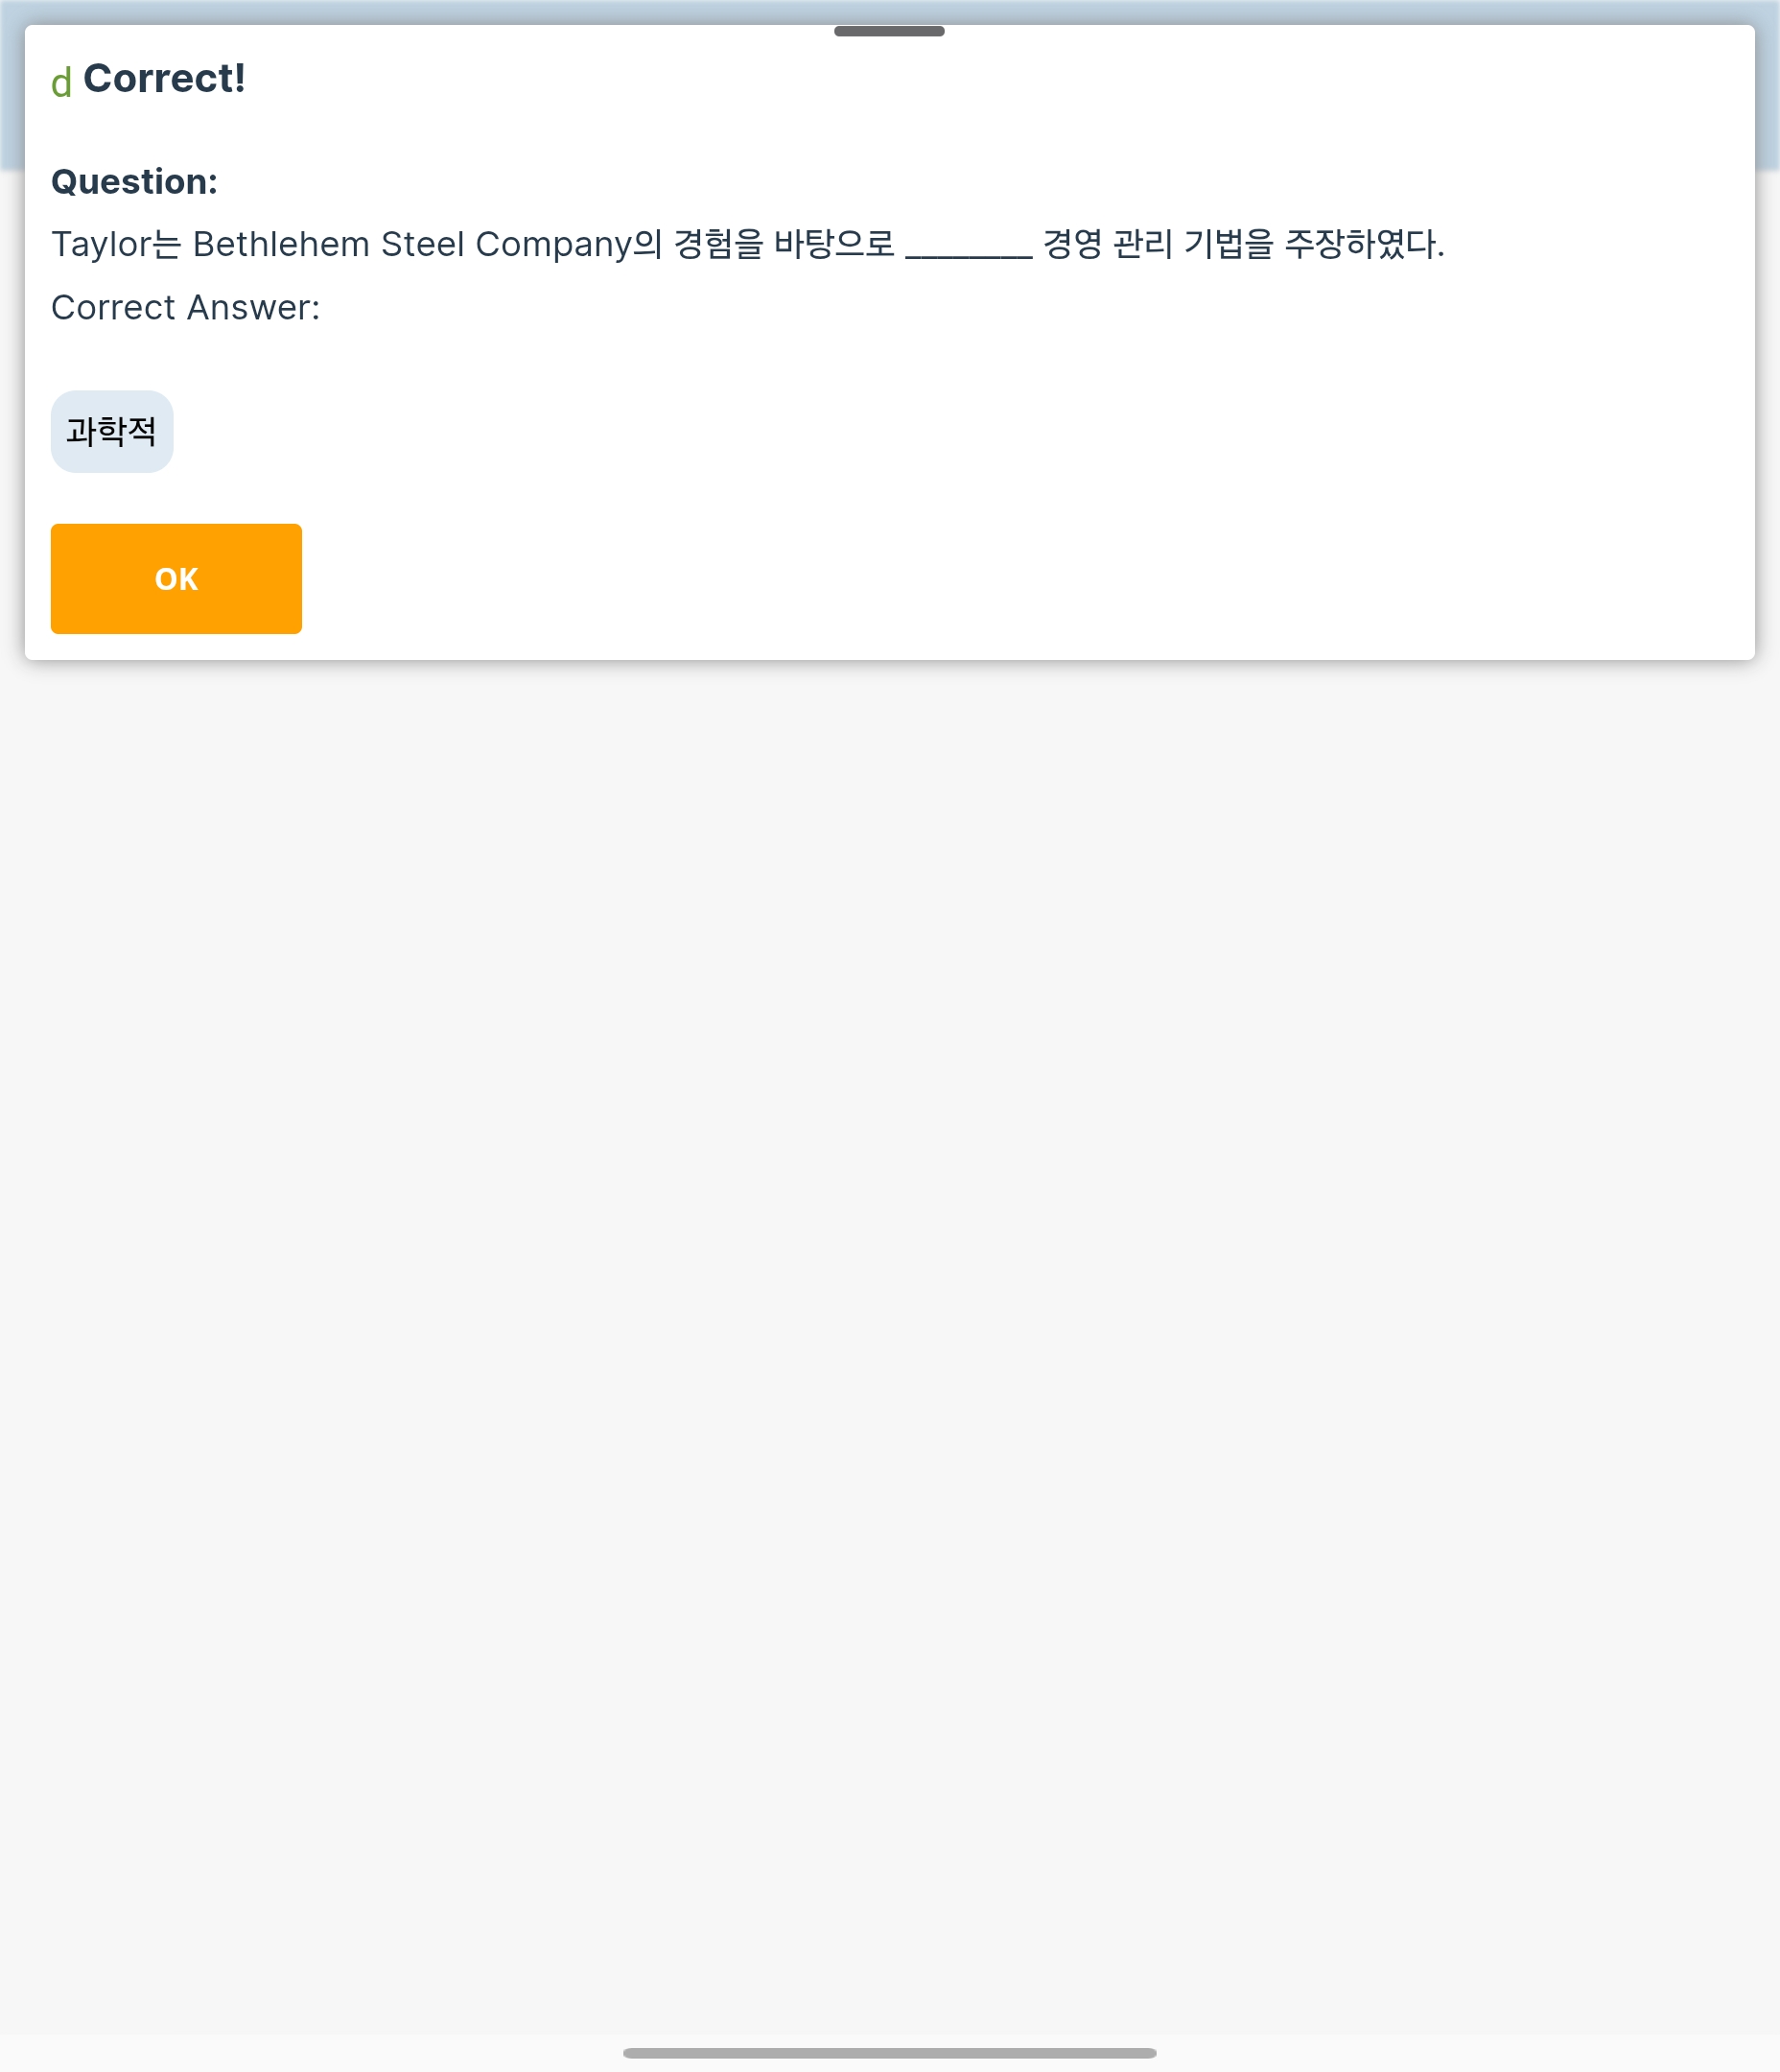 d Correct!
Question:
Taylor는 Bethlehem Steel Company의 경험을 바탕으로 ________ 경영 관리 기법을 주장하였다.
Correct Answer:
과학적
OK